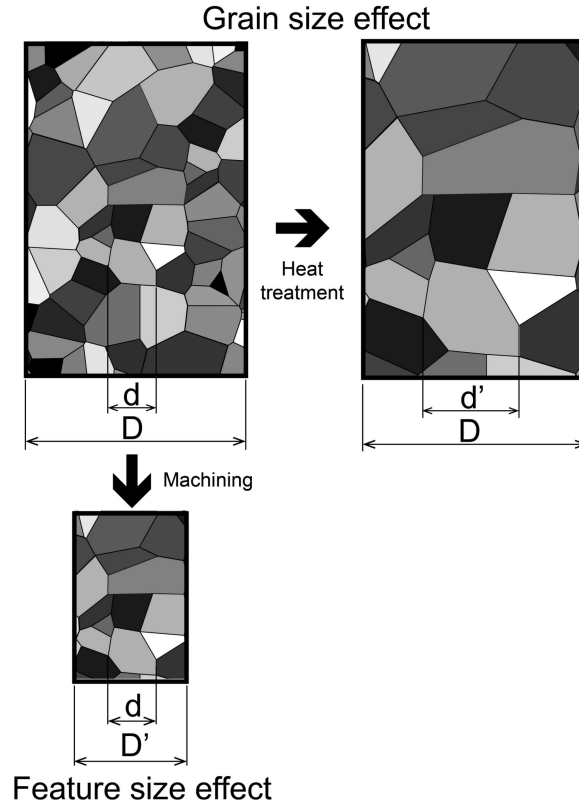 Grain size effect
Heat
treatment
d
D
d’
D
Machining
d
D’
Feature size effect